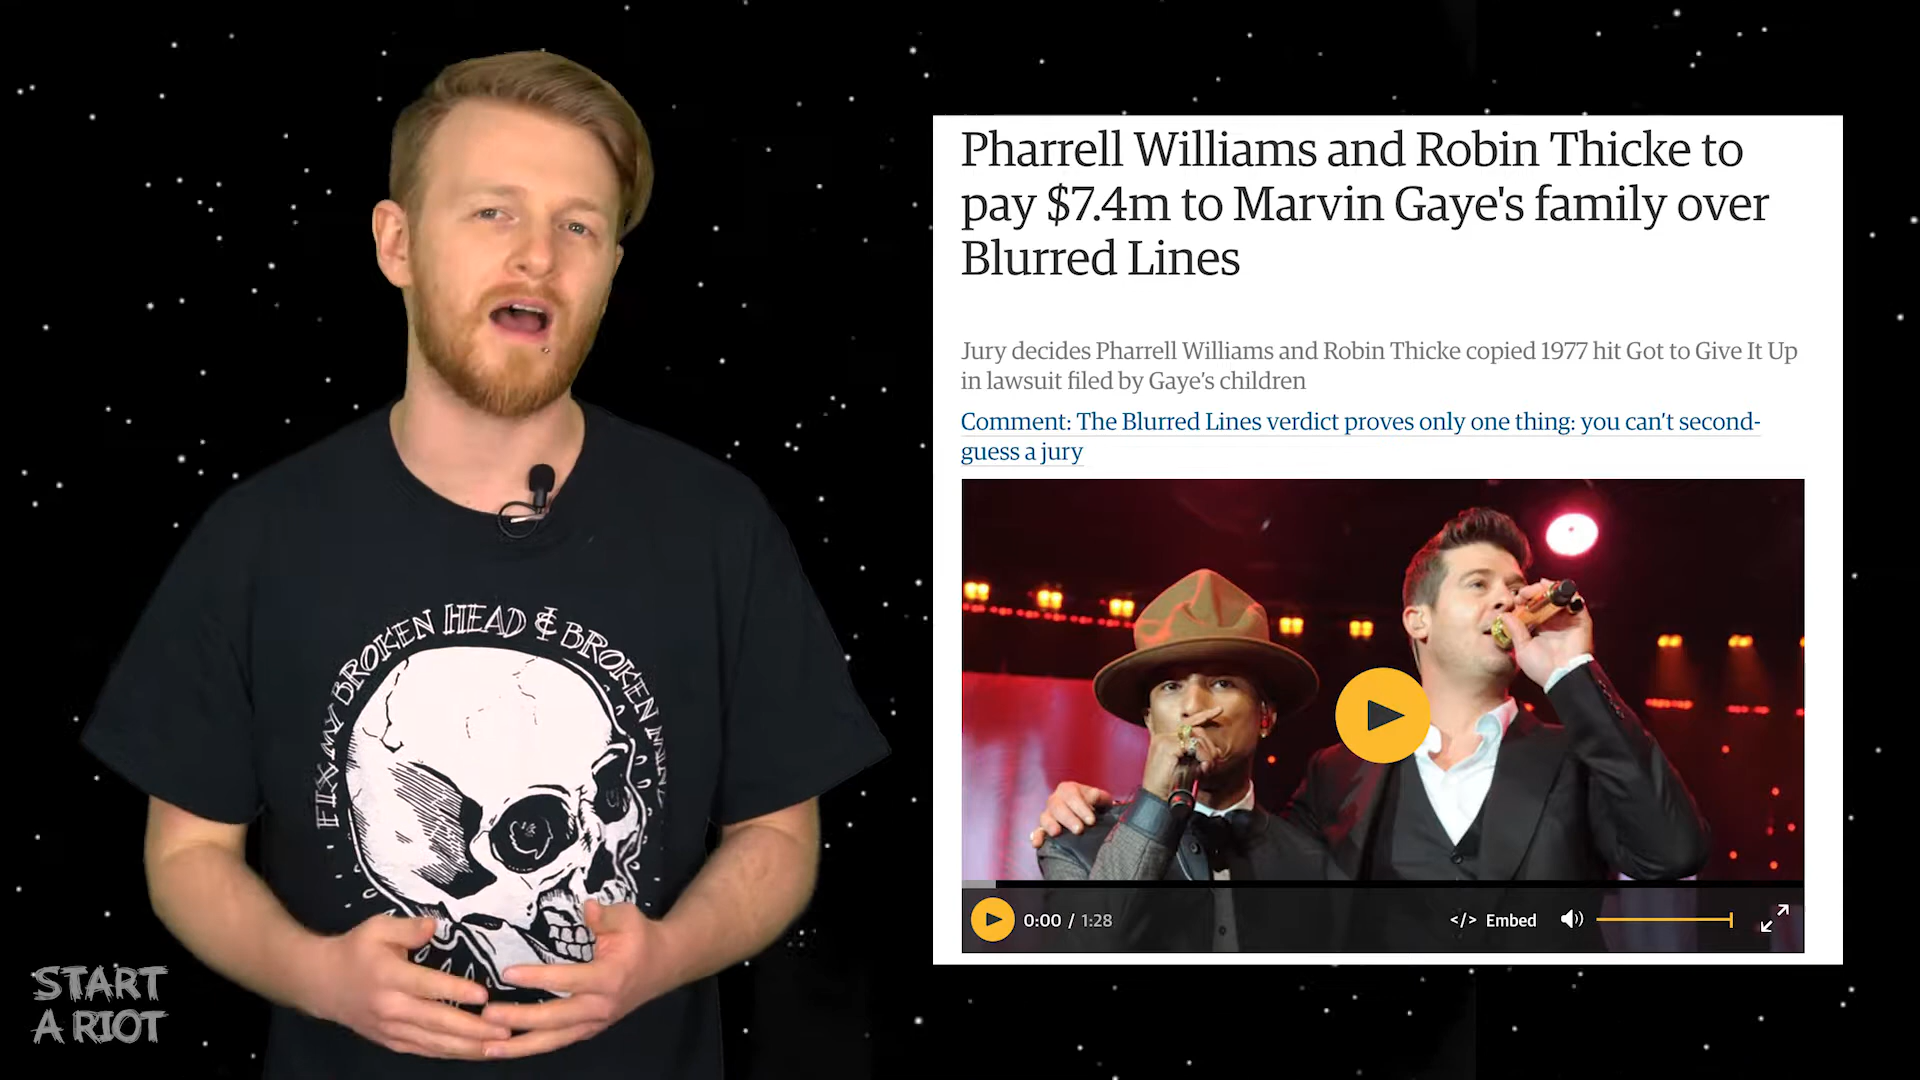 Pharrell Williams and Robin Thicke to
pay $7.4m to Marvin Gaye's family over
Blurred Lines
Jury decides Pharrell Williams and Robin Thicke copied 1977 hit Got to Give It Up
in lawsuit filed by Gaye's children
Comment: The Blurred Lines verdict proves only one thing: you can't second-
guess a jury
FIX MY BROKEN HEAD & BROKEN
0:00 / 1:28
</> Embed
START
A RIOT